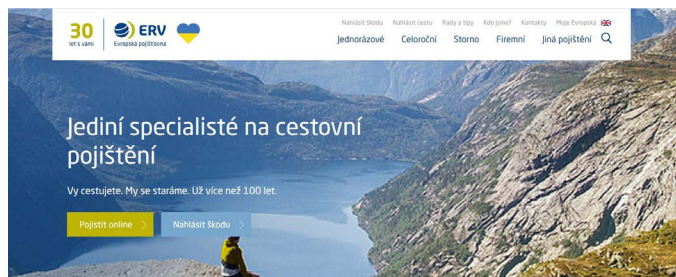 30
let s vámi
ERV
Evropská pojišťovna
Nahlásit škodu Nahlásit cestu Rady a tipy Kdo jsme? Kontakty Moje Evropská
Jednorázové Celoroční Storno Firemní Jiná pojištění
Jediní specialisté na cestovní
pojištění
Vy cestujete. My se staráme. Už více než 100 let.
Pojistit online
Nahlásit škodu